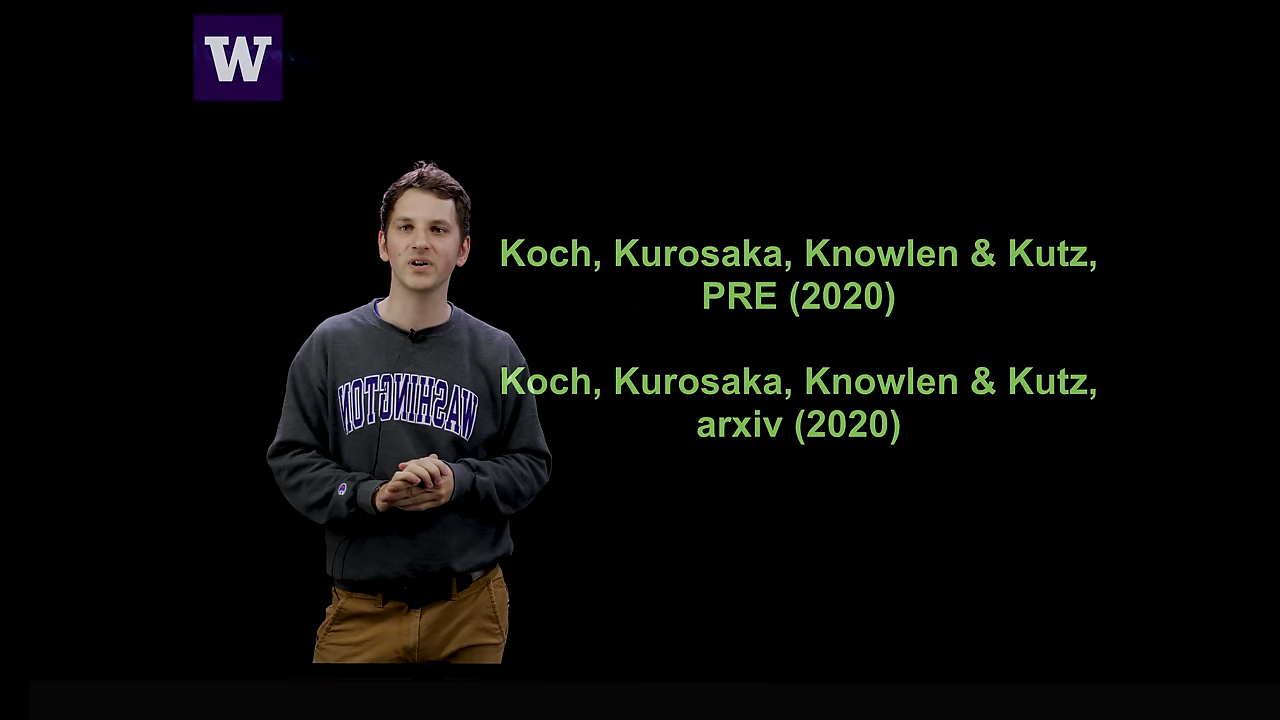 W
Koch, Kurosaka, Knowlen & Kutz,
PRE (2020)
Koch, Kurosaka, Knowlen & Kutz,
arxiv (2020)
WASHINGTON